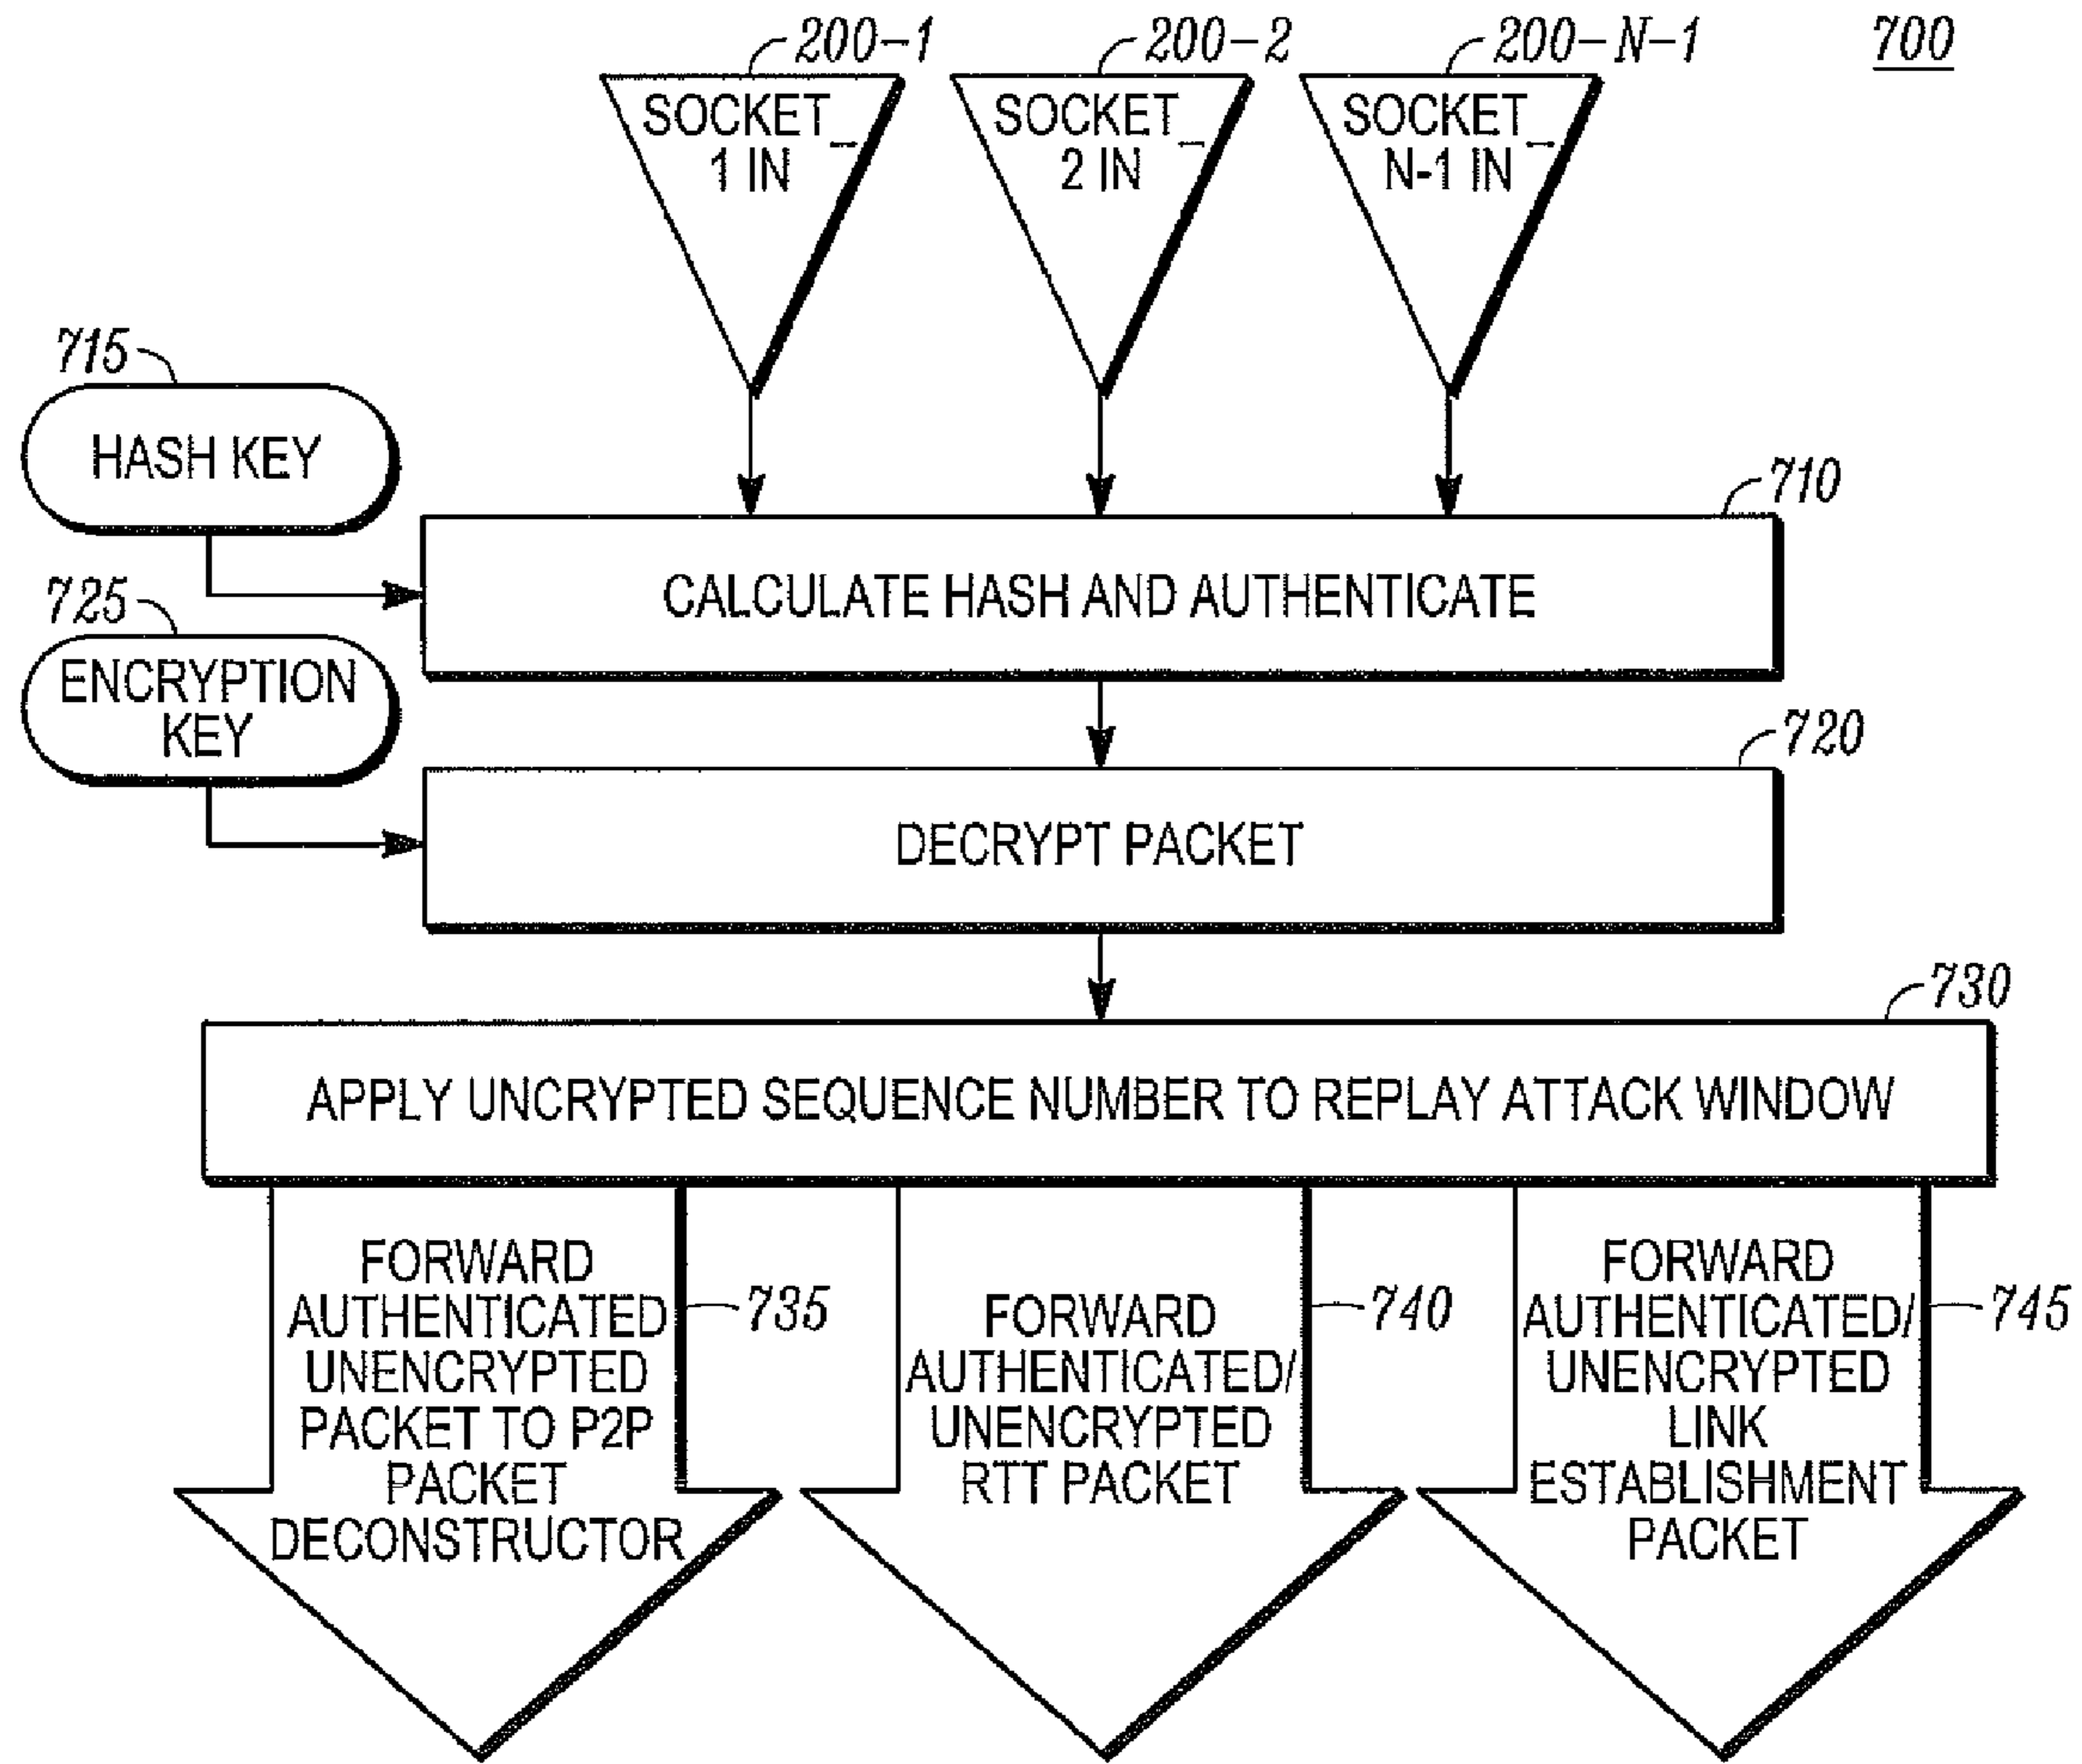 200-1
200-2
200-N-1
700
SOCKET_
1 IN
SOCKET_
2 IN
SOCKET_
N-1 IN
715
HASH KEY
710
CALCULATE HASH AND AUTHENTICATE
725
ENCRYPTION
KEY
720
DECRYPT PACKET
730
APPLY UNCRYPTED SEQUENCE NUMBER TO REPLAY ATTACK WINDOW
FORWARD
AUTHENTICATED
UNENCRYPTED
PACKET TO P2P
PACKET
DECONSTRUCTOR
735
FORWARD
AUTHENTICATED/
UNENCRYPTED
RTT PACKET
740
FORWARD
AUTHENTICATED/
UNENCRYPTED
LINK
ESTABLISHMENT
PACKET
745